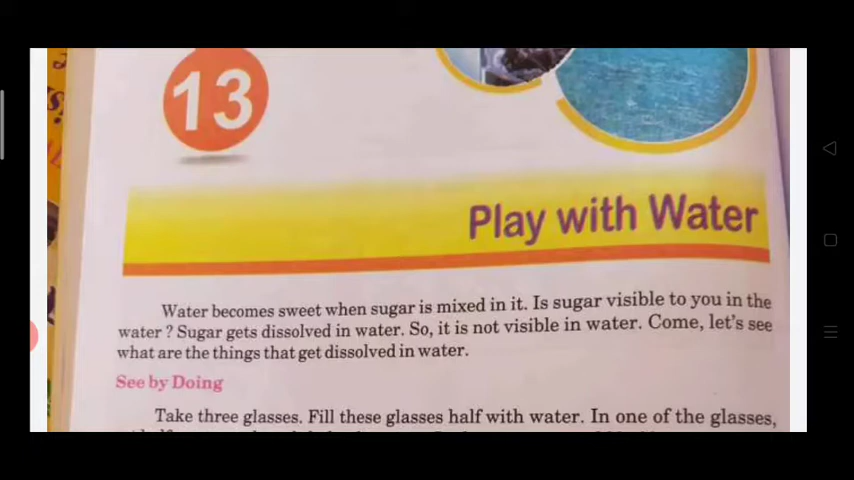 13
Play with Water
Water becomes sweet when sugar is mixed in it. Is sugar visible to you in the
water ? Sugar gets dissolved in water. So, it is not visible in water. Come, let's see
what are the things that get dissolved in water.
See by Doing
Take three glasses. Fill these glasses half with water. In one of the glasses,